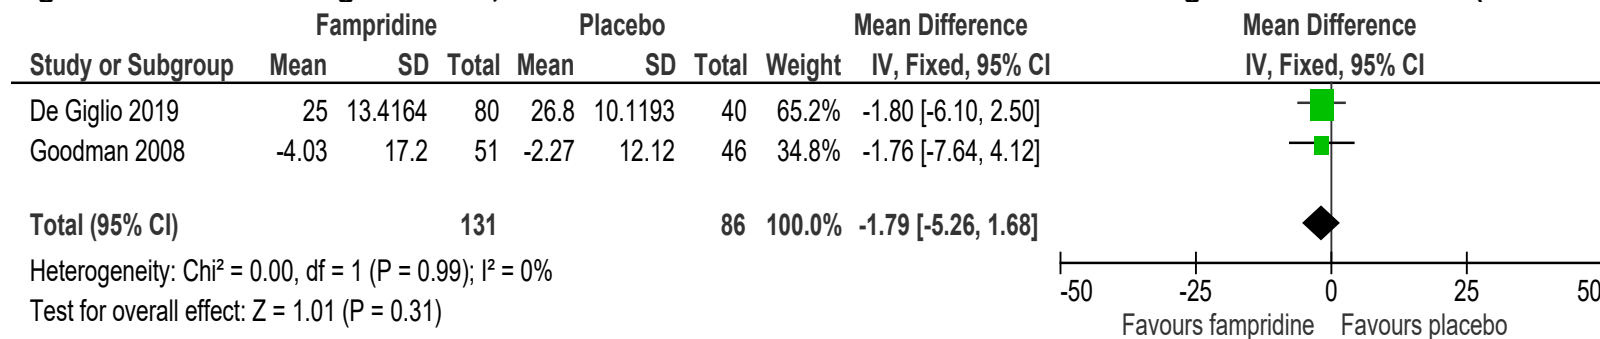 Fampridine Placebo Mean Difference Mean Difference
Study or Subgroup Mean SD Total Mean SD Total Weight IV, Fixed, 95% CI IV, Fixed, 95% CI
De Giglio 2019 25 13.4164 80 26.8 10.1193 40 65.2% -1.80 [-6.10, 2.50]
Goodman 2008 -4.03 17.2 51 -2.27 12.12 46 34.8% -1.76 [-7.64, 4.12]
Total (95% CI) 131 86 100.0% -1.79 [-5.26, 1.68]
Heterogeneity: Chi² = 0.00, df = 1 (P = 0.99); I² = 0%
Test for overall effect: Z = 1.01 (P = 0.31)
-50 -25 0 25 50
Favours fampridine Favours placebo